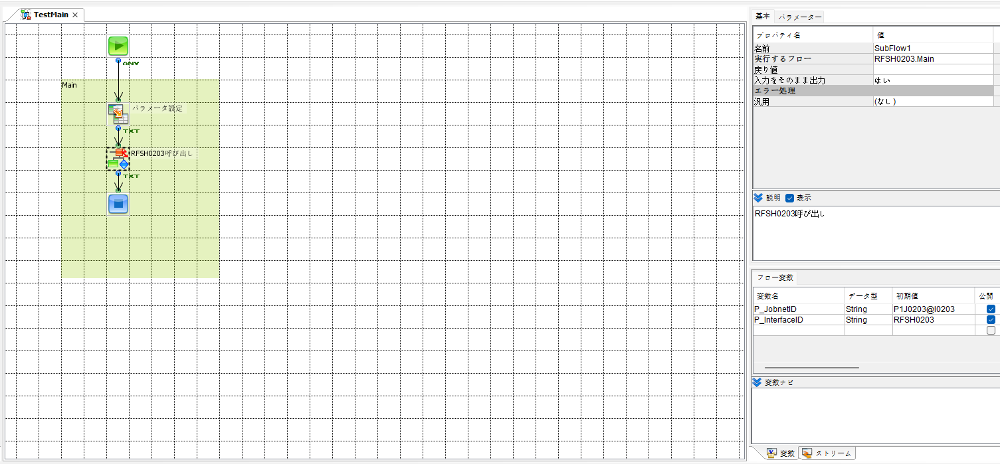 TestMain
ANY
Main
パラメータ設定
TXT
RFSH0203呼び出し
TXT
基本 パラメーター
プロパティ名 値
名前 SubFlow1
実行するフロー RFSH0203.Main
戻り値
入力をそのまま出力 はい
エラー処理
汎用 (なし)
説明 表示
RFSH0203呼び出し
フロー変数
変数名 データ型 初期値 公開
P_JobnetID String P1J0203@I0203
P_InterfaceID String RFSH0203
変数ナビ
変数 ストリーム